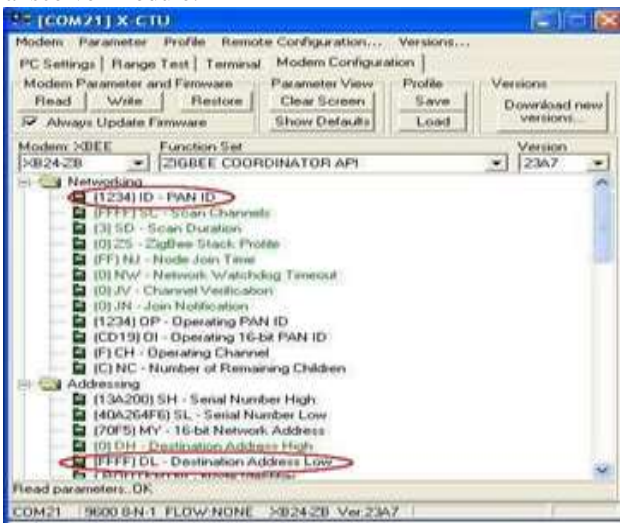 [COM21] X-CTU
Modem Parameter Profile Remote Configuration... Versions...
PC Settings | Range Test | Terminal Modem Configuration
Modem Parameter and Firmware Parameter View Profile Versions
Read Write Restore Clear Screen Save Download new versions...
Always Update Firmware Show Defaults Load
Modem: XBEE Function Set Version
XB24-ZB ZIGBEE COORDINATOR API 23A7
Networking
(1234) ID - PAN ID
(FFFF) SC - Scan Channels
(3) SD - Scan Duration
(0) ZS - ZigBee Stack Profile
(FF) NJ - Node Join Time
(0) NW - Network Watchdog Timeout
(0) JV - Channel Verification
(0) JN - Join Notification
(1234) OP - Operating PAN ID
(CD19) OI - Operating 16-bit PAN ID
(F) CH - Operating Channel
(C) NC - Number of Remaining Children
Addressing
(13A200) SH - Serial Number High
(40A264F6) SL - Serial Number Low
(70F5) MY - 16-bit Network Address
(0) DH - Destination Address High
(FFFF) DL - Destination Address Low
Read parameters..OK
COM21 9600 8-N-1 FLOW:NONE XB24-ZB Ver:23A7